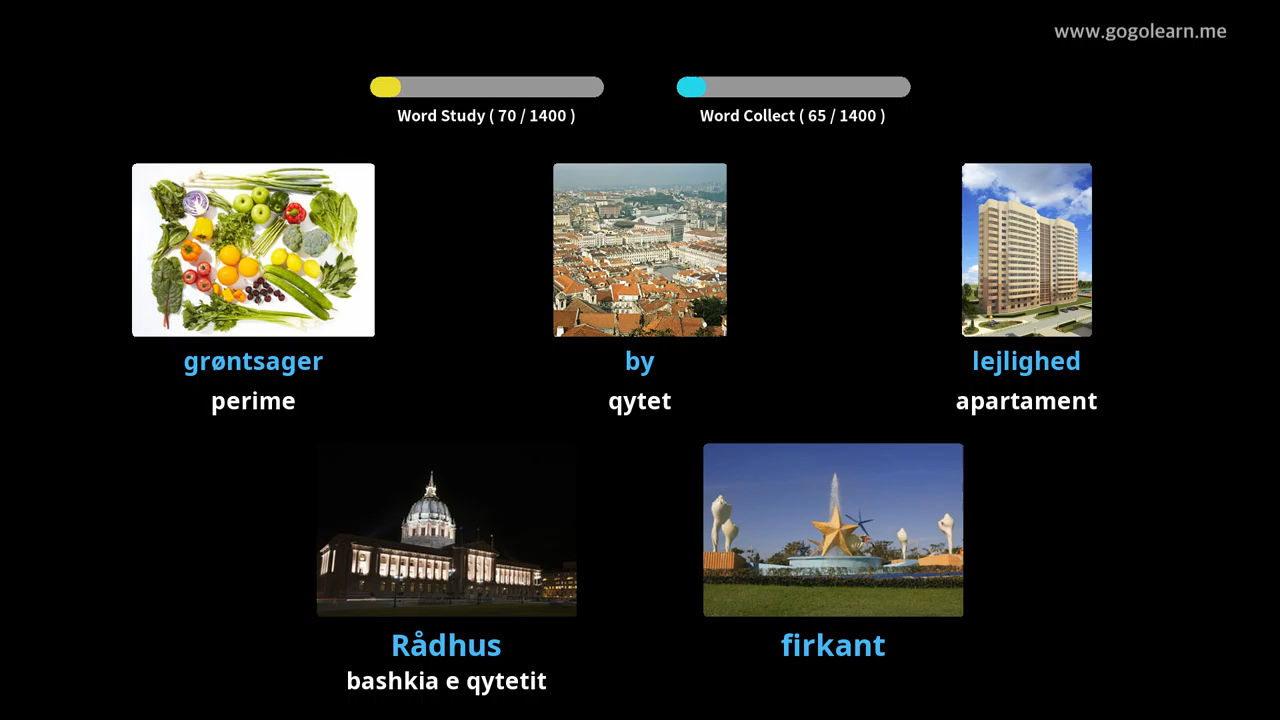 www.gogolearn.me
Word Study ( 70 / 1400 )
Word Collect ( 65 / 1400 )
grøntsager
by
lejlighed
perime
qytet
apartament
Rådhus
firkant
bashkia e qytetit